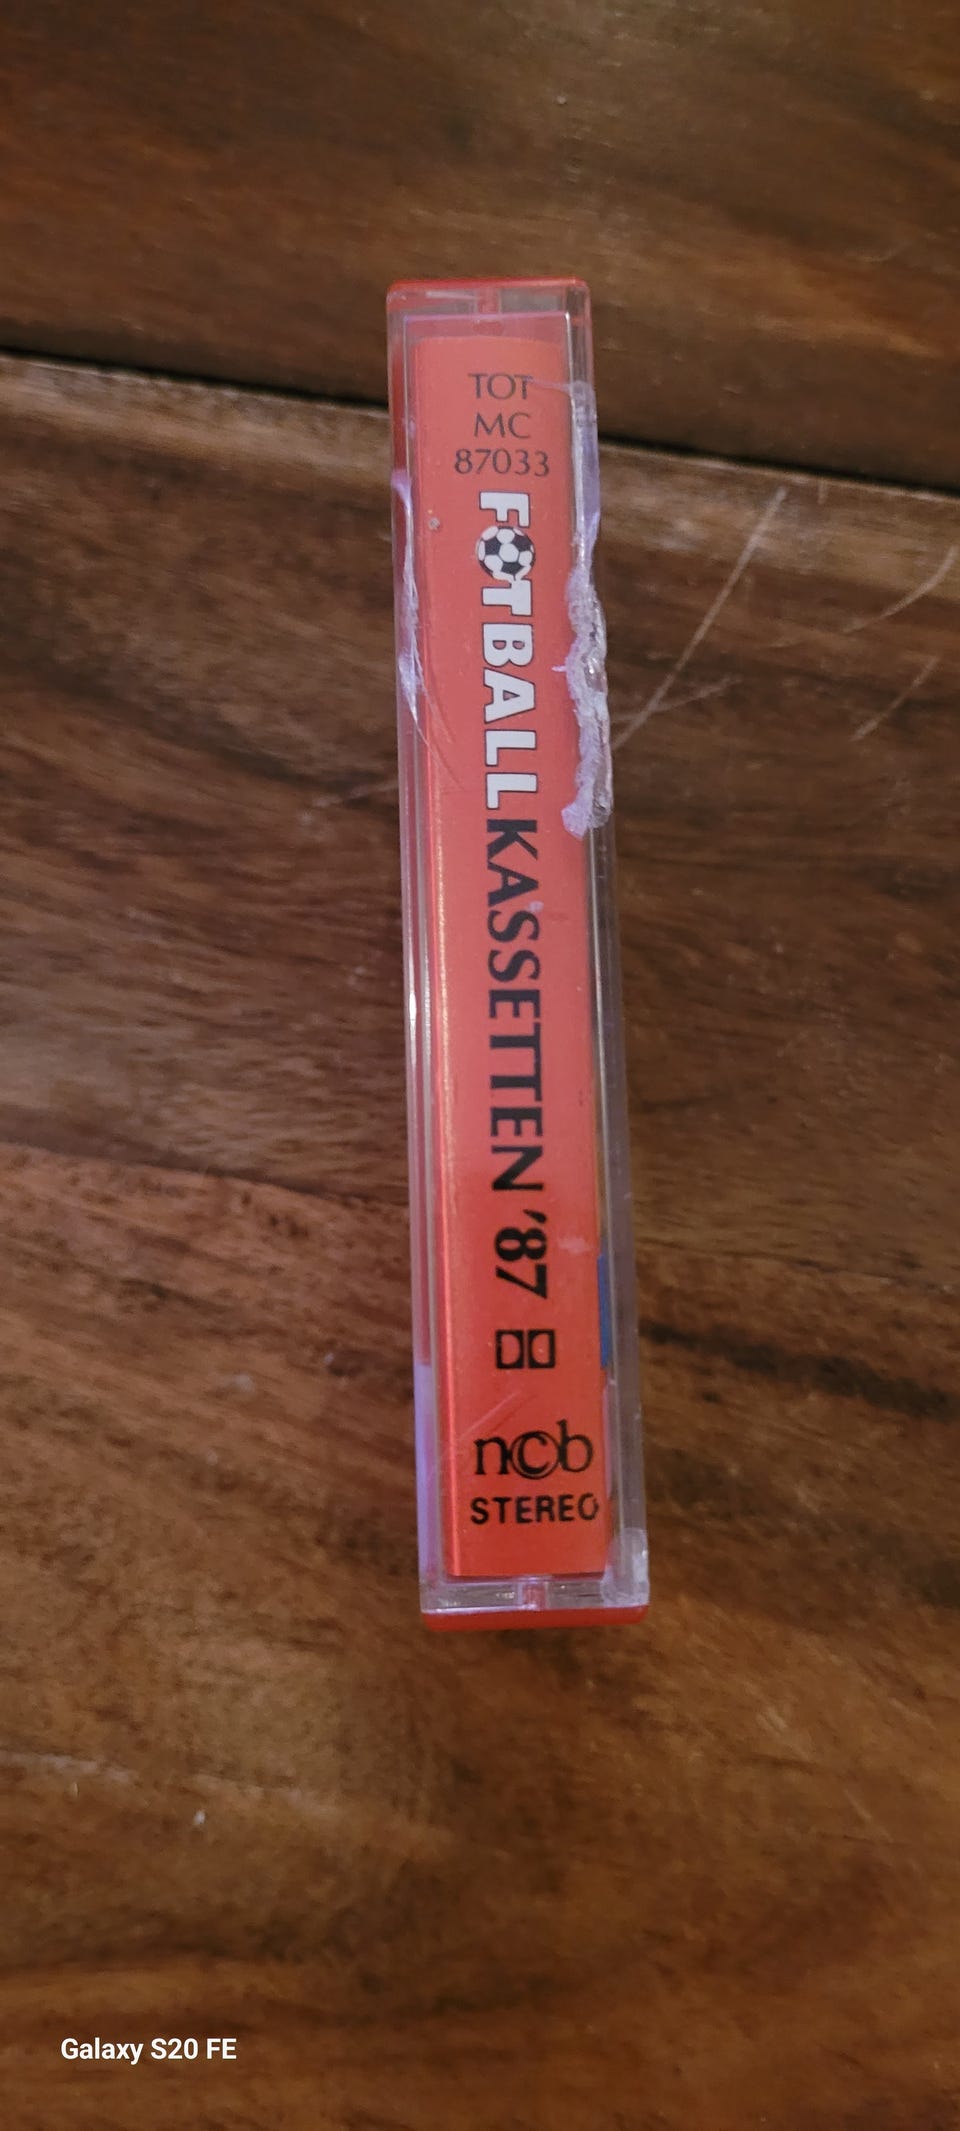 TOT
MC
87033
FOTBALLKASSETTEN '87
ncb
STEREO
Galaxy S20 FE